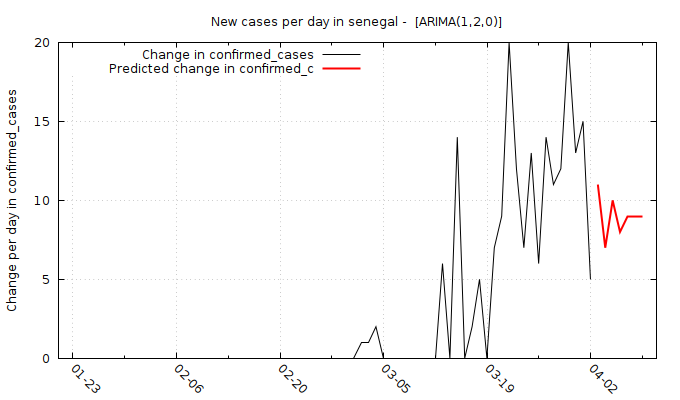 New cases per day in senegal -  [ARIMA(1,2,0)]
Change in confirmed_cases
Predicted change in confirmed_c
Change per day in confirmed_cases
20
15
10
5
0
01-23
02-06
02-20
03-05
03-19
04-02